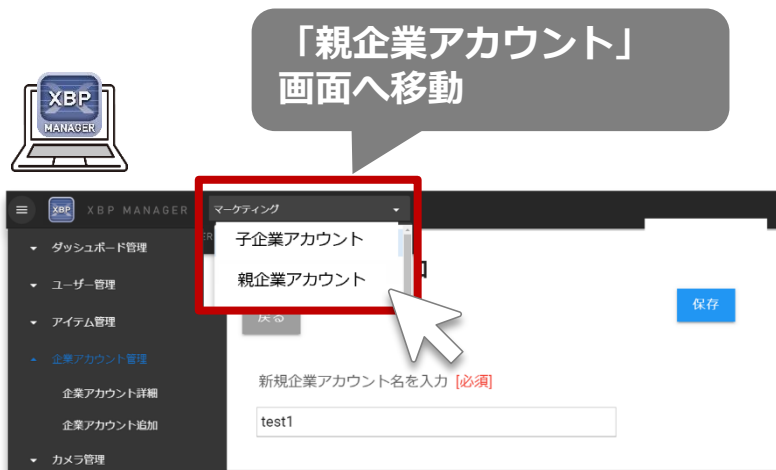 「親企業アカウント」
画面へ移動
XBP
MANAGER
XBP
XBP MANAGER
マーケティング
ER
子企業アカウント
親企業アカウント
ダッシュボード管理
ユーザー管理
アイテム管理
企業アカウント管理
企業アカウント詳細
企業アカウント追加
カメラ管理
戻る
保存
新規企業アカウント名を入力 [必須]
test1